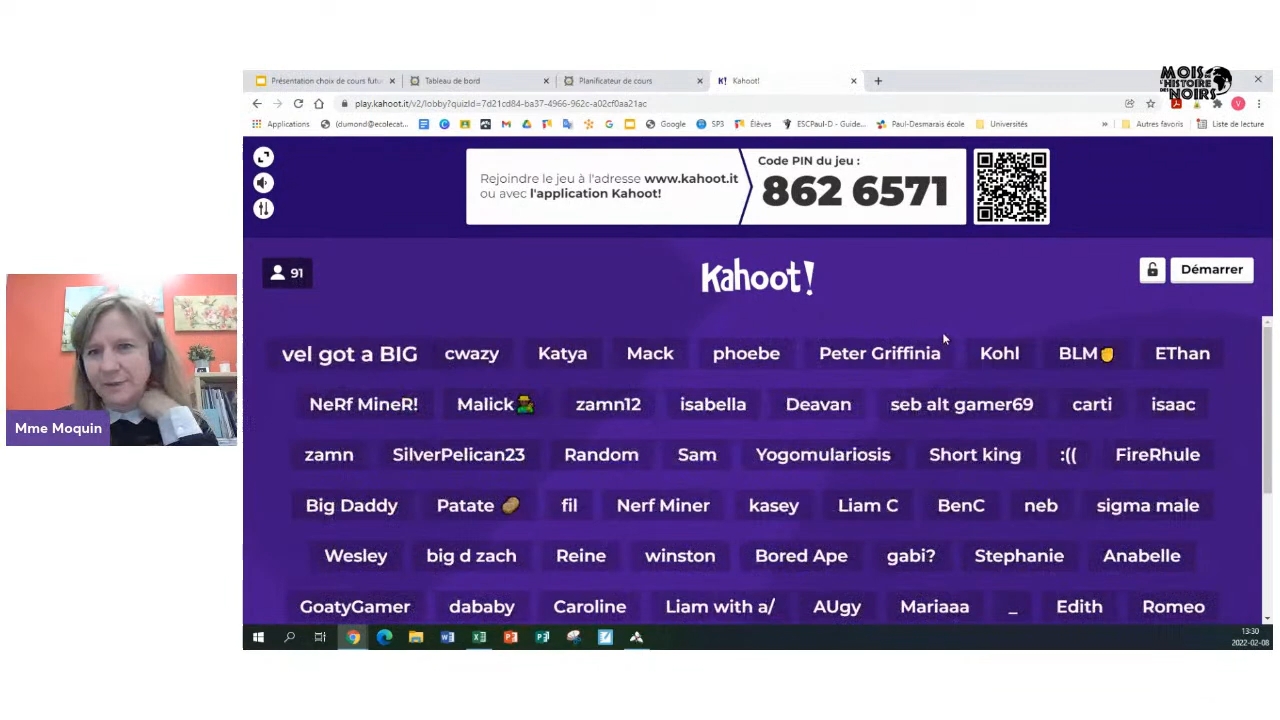 Présentation choix de cours futu
Tableau de bord
Planificateur de cours
K! Kahoot!
MOIS DE L'HISTOIRE DES NOIRS
play.kahoot.it/v2/lobby?quizId=7d21cd84-ba37-4966-962c-a02cf0aa21ac
Applications (dumond@ecolecat... Google SP3 Élèves ESCPaul-D - Guide... Paul-Desmarais école Universités » Autres favoris Liste de lecture
Rejoindre le jeu à l'adresse www.kahoot.it
ou avec l'application Kahoot!
Code PIN du jeu :
862 6571
91
Kahoot!
Démarrer
vel got a BIG cwazy Katya Mack phoebe Peter Griffinia Kohl BLM✊ EThan
NeRf MineR! Malick zamn12 isabella Deavan seb alt gamer69 carti isaac
zamn SilverPelican23 Random Sam Yogomulariosis Short king :(( FireRhule
Big Daddy Patate 🥔 fil Nerf Miner kasey Liam C BenC neb sigma male
Wesley big d zach Reine winston Bored Ape gabi? Stephanie Anabelle
GoatyGamer dababy Caroline Liam with a/ AUgy Mariaaa _ Edith Romeo
Mme Moquin
13:30
2022-02-08